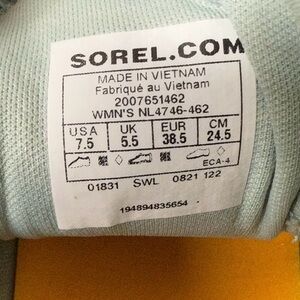 SOREL.COM
MADE IN VIETNAM
Fabriqué au Vietnam
2007651462
WMN'S NL4746-462
USA UK EUR CM
7.5 5.5 38.5 24.5
ECA-4
01831 SWL 0821 122
194894835654